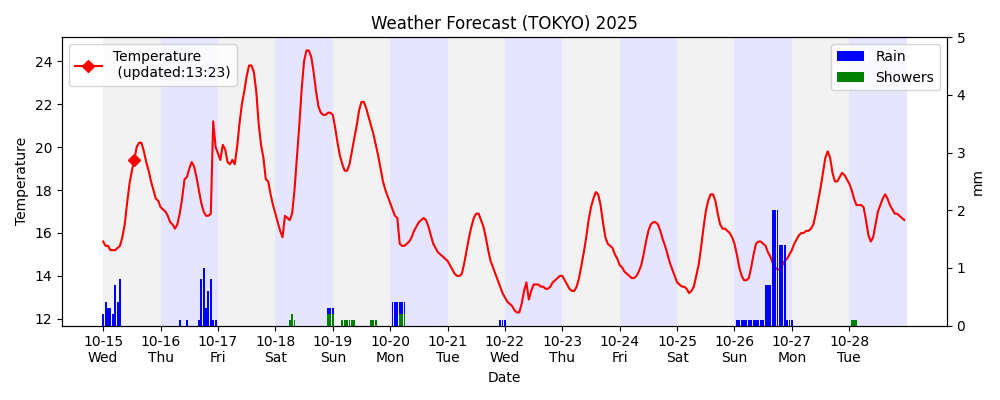 Weather Forecast (TOKYO) 2025
Temperature
(updated:13:23)
Rain
Showers
Temperature
24
22
20
18
16
14
12
5
4
3
2
1
0
mm
10-15 10-16 10-17 10-18 10-19 10-20 10-21 10-22 10-23 10-24 10-25 10-26 10-27 10-28
Wed Thu Fri Sat Sun Mon Tue Wed Thu Fri Sat Sun Mon Tue
Date